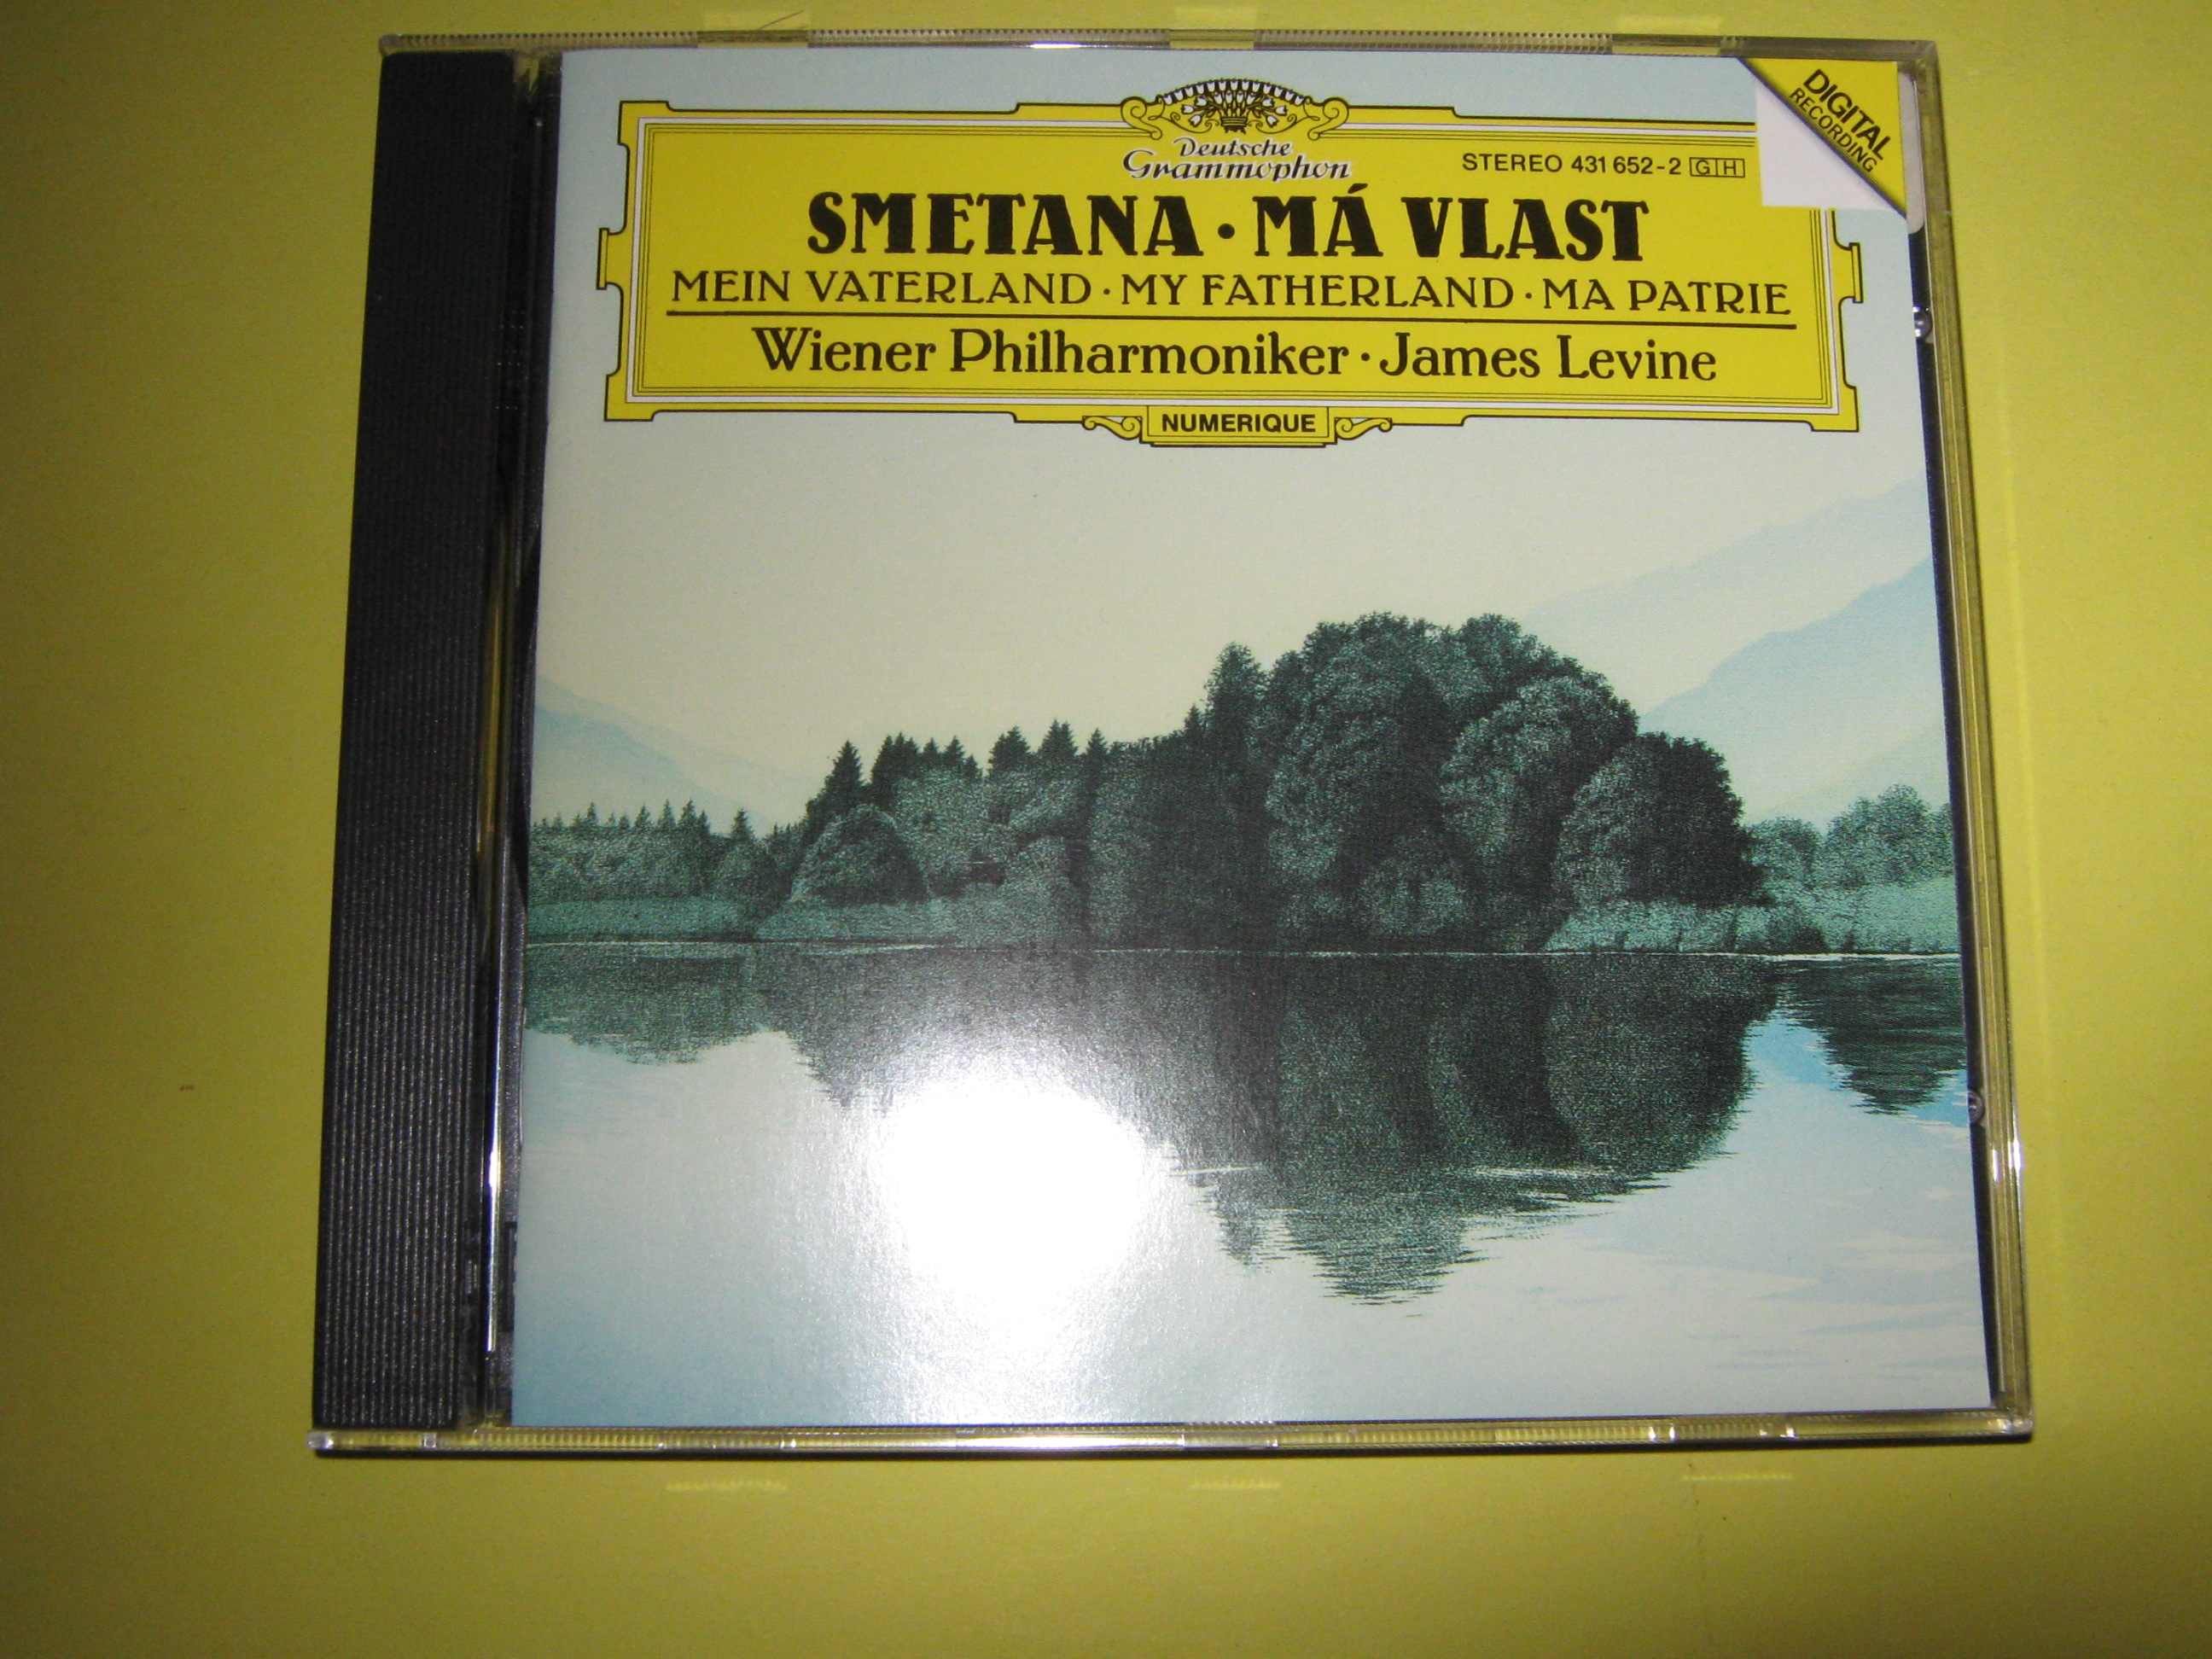 Deutsche
Grammophon
STEREO 431 652-2 GH
DIGITAL
RECORDING
SMETANA · MÁ VLAST
MEIN VATERLAND · MY FATHERLAND · MA PATRIE
Wiener Philharmoniker · James Levine
NUMERIQUE